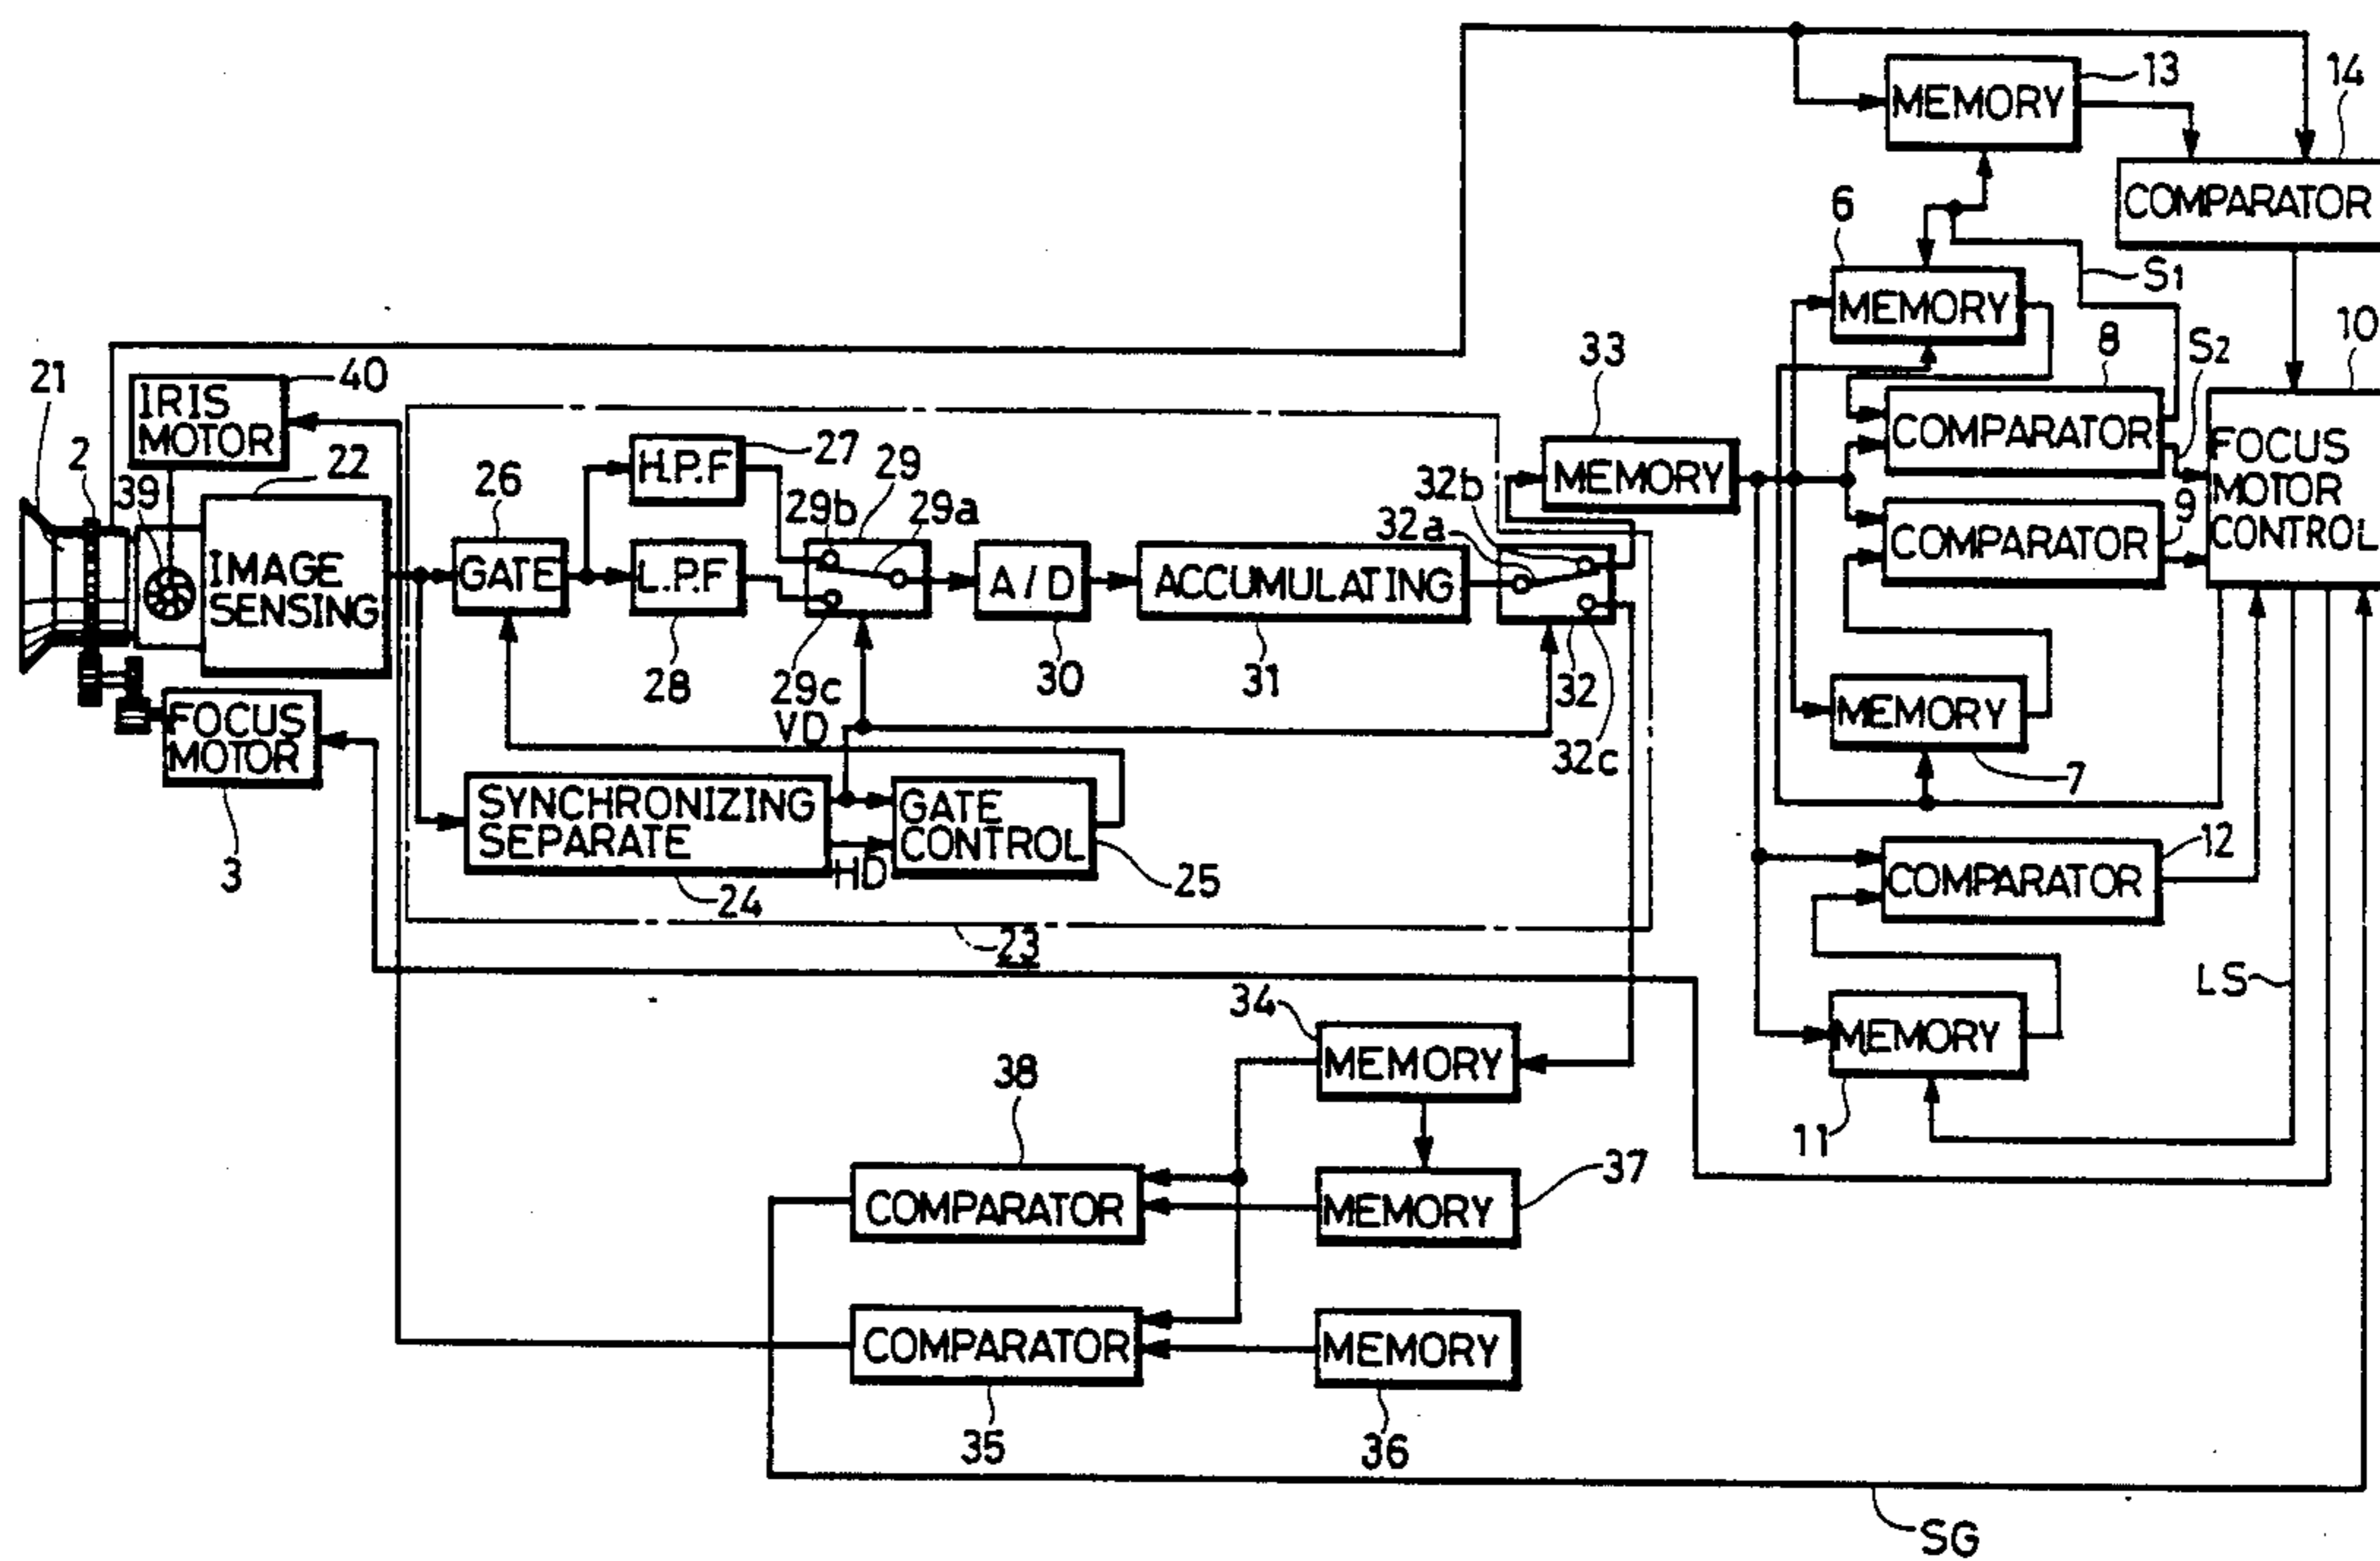 13
MEMORY
14
COMPARATOR
6
MEMORY
S1
8
S2
10
COMPARATOR
FOCUS
MOTOR
CONTROL
9
COMPARATOR
33
MEMORY
21
2
IRIS
MOTOR
40
39
22
IMAGE
SENSING
26
GATE
H.P.F
27
L.P.F
28
29
29b
29a
29c
A/D
30
ACCUMULATING
31
32b
32a
32
32c
MEMORY
7
VD
FOCUS
MOTOR
3
SYNCHRONIZING
SEPARATE
24
HD
GATE
CONTROL
25
23
12
COMPARATOR
LS
MEMORY
11
34
MEMORY
38
COMPARATOR
37
MEMORY
COMPARATOR
35
MEMORY
36
SG